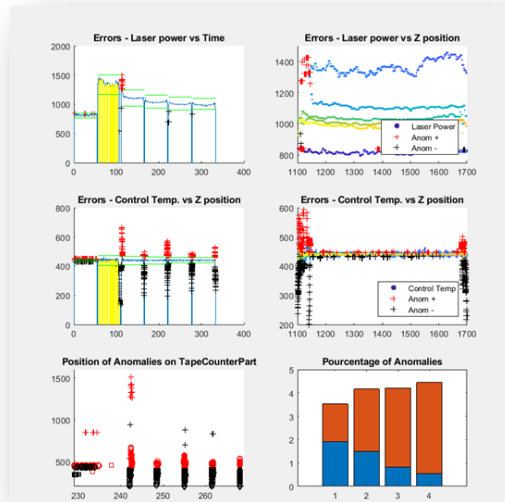 Errors - Laser power vs Time
2000
1500
1000
500
0
0 100 200 300 400
Errors - Laser power vs Z position
1400
1200
1000
800
1100 1200 1300 1400 1500 1600 1700
Laser Power
Anom +
Anom -
Errors - Control Temp. vs Time
800
600
400
200
0
0 100 200 300 400
Errors - Control Temp. vs Z position
600
500
400
300
200
1100 1200 1300 1400 1500 1600 1700
Control Temp
Anom +
Anom -
Position of Anomalies on TapeCounterPart
1500
1000
500
230 240 250 260
Pourcentage of Anomalies
5
4
3
2
1
0
1 2 3 4